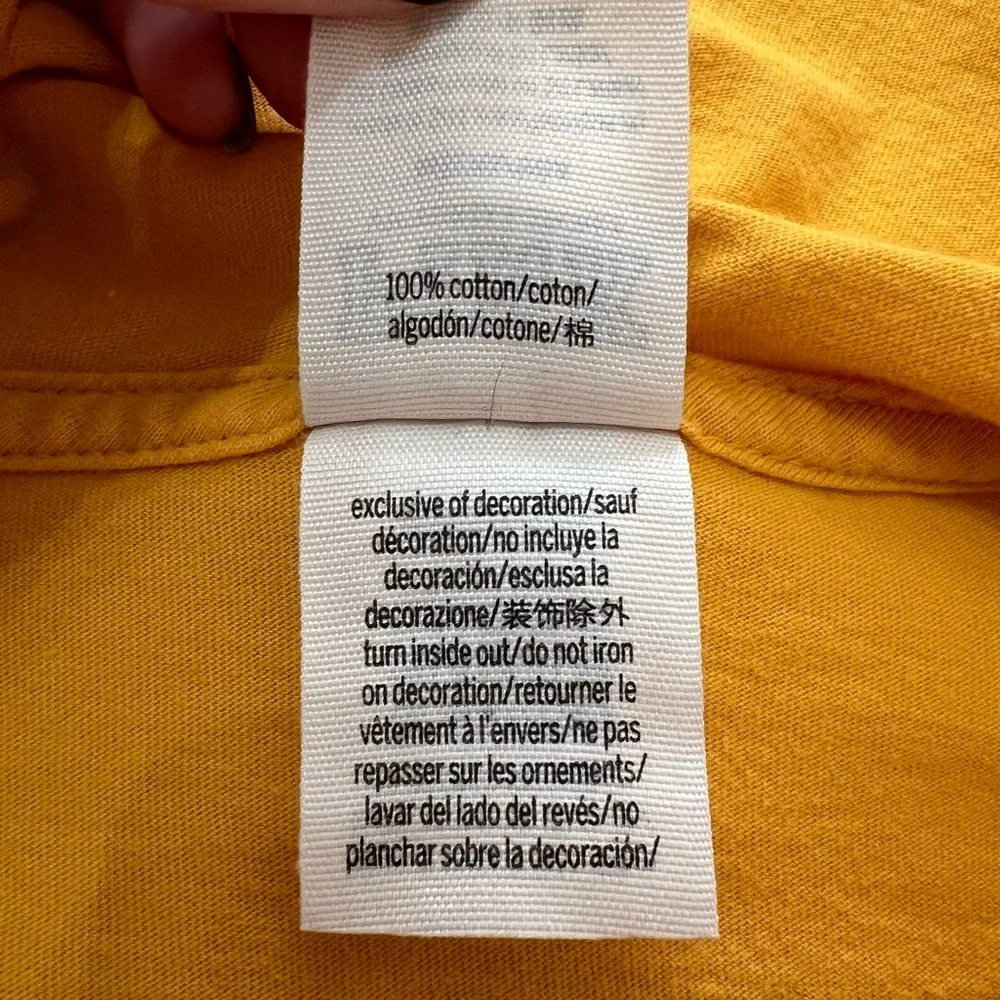 100% cotton/coton/
algodón/cotone/棉
exclusive of decoration/sauf
décoration/no incluye la
decoración/esclusa la
decorazione/装饰除外
turn inside out/do not iron
on decoration/retourner le
vêtement à l'envers/ne pas
repasser sur les ornements/
lavar del lado del revés/no
planchar sobre la decoración/